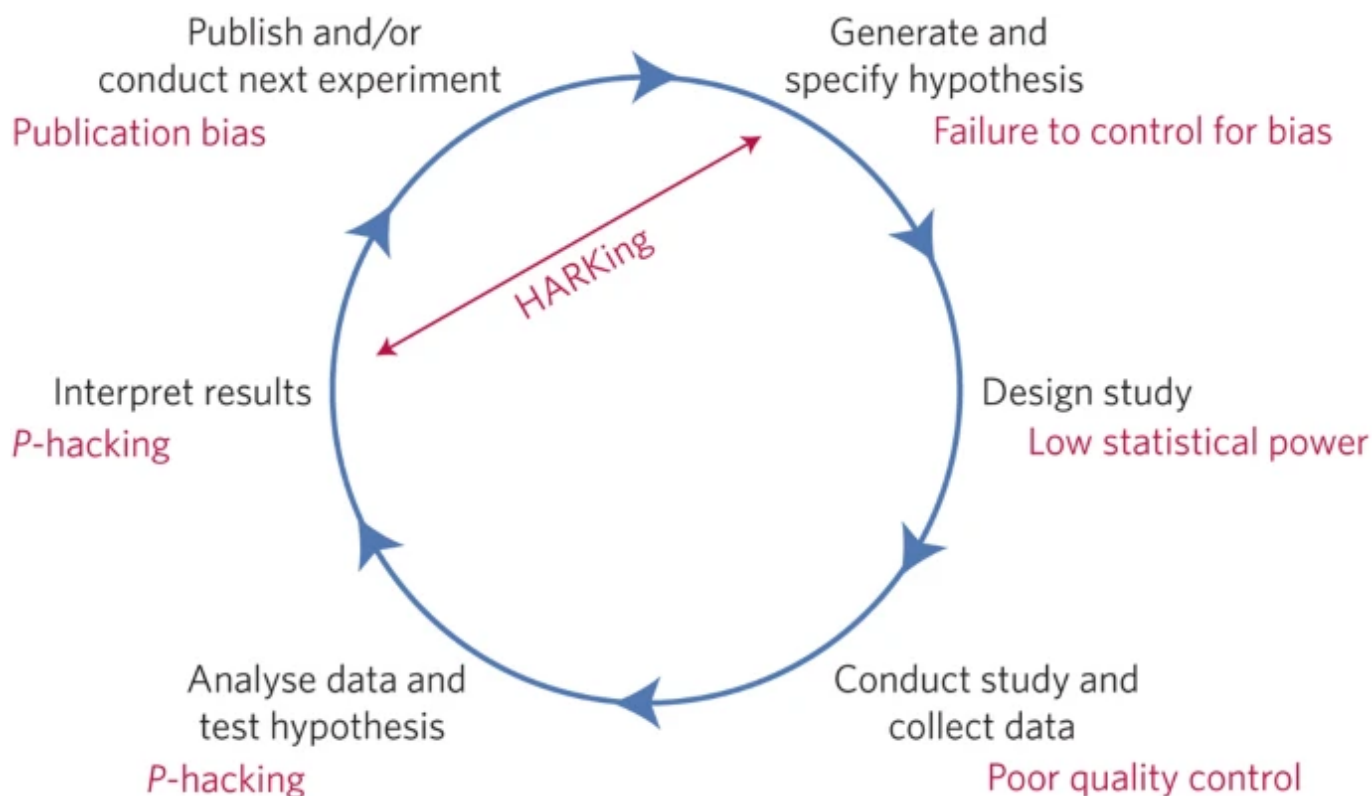 Publish and/or
conduct next experiment
Publication bias
Generate and
specify hypothesis
Failure to control for bias
HARKing
Interpret results
P-hacking
Design study
Low statistical power
Analyse data and
test hypothesis
P-hacking
Conduct study and
collect data
Poor quality control